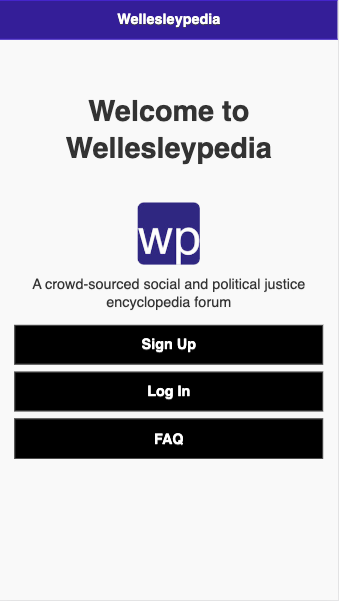 Wellesleypedia
Welcome to
Wellesleypedia
wp
A crowd-sourced social and political justice
encyclopedia forum
Sign Up
Log In
FAQ